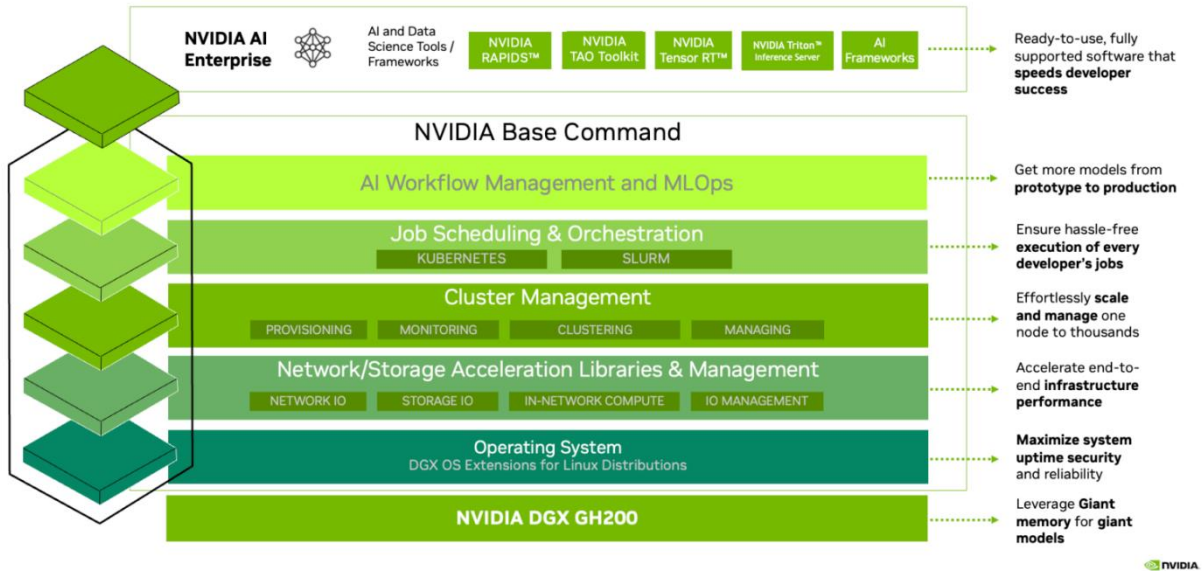 NVIDIA AI
Enterprise
AI and Data
Science Tools /
Frameworks
NVIDIA
RAPIDS™
NVIDIA
TAO Toolkit
NVIDIA
Tensor RT™
NVIDIA Triton™
Inference Server
AI
Frameworks
Ready-to-use, fully
supported software that
speeds developer
success
NVIDIA Base Command
AI Workflow Management and MLOps
Get more models from
prototype to production
Job Scheduling & Orchestration
KUBERNETES
SLURM
Ensure hassle-free
execution of every
developer's jobs
Cluster Management
PROVISIONING
MONITORING
CLUSTERING
MANAGING
Effortlessly scale
and manage one
node to thousands
Network/Storage Acceleration Libraries & Management
NETWORK IO
STORAGE IO
IN-NETWORK COMPUTE
IO MANAGEMENT
Accelerate end-to-
end infrastructure
performance
Operating System
DGX OS Extensions for Linux Distributions
Maximize system
uptime security
and reliability
NVIDIA DGX GH200
Leverage Giant
memory for giant
models
NVIDIA